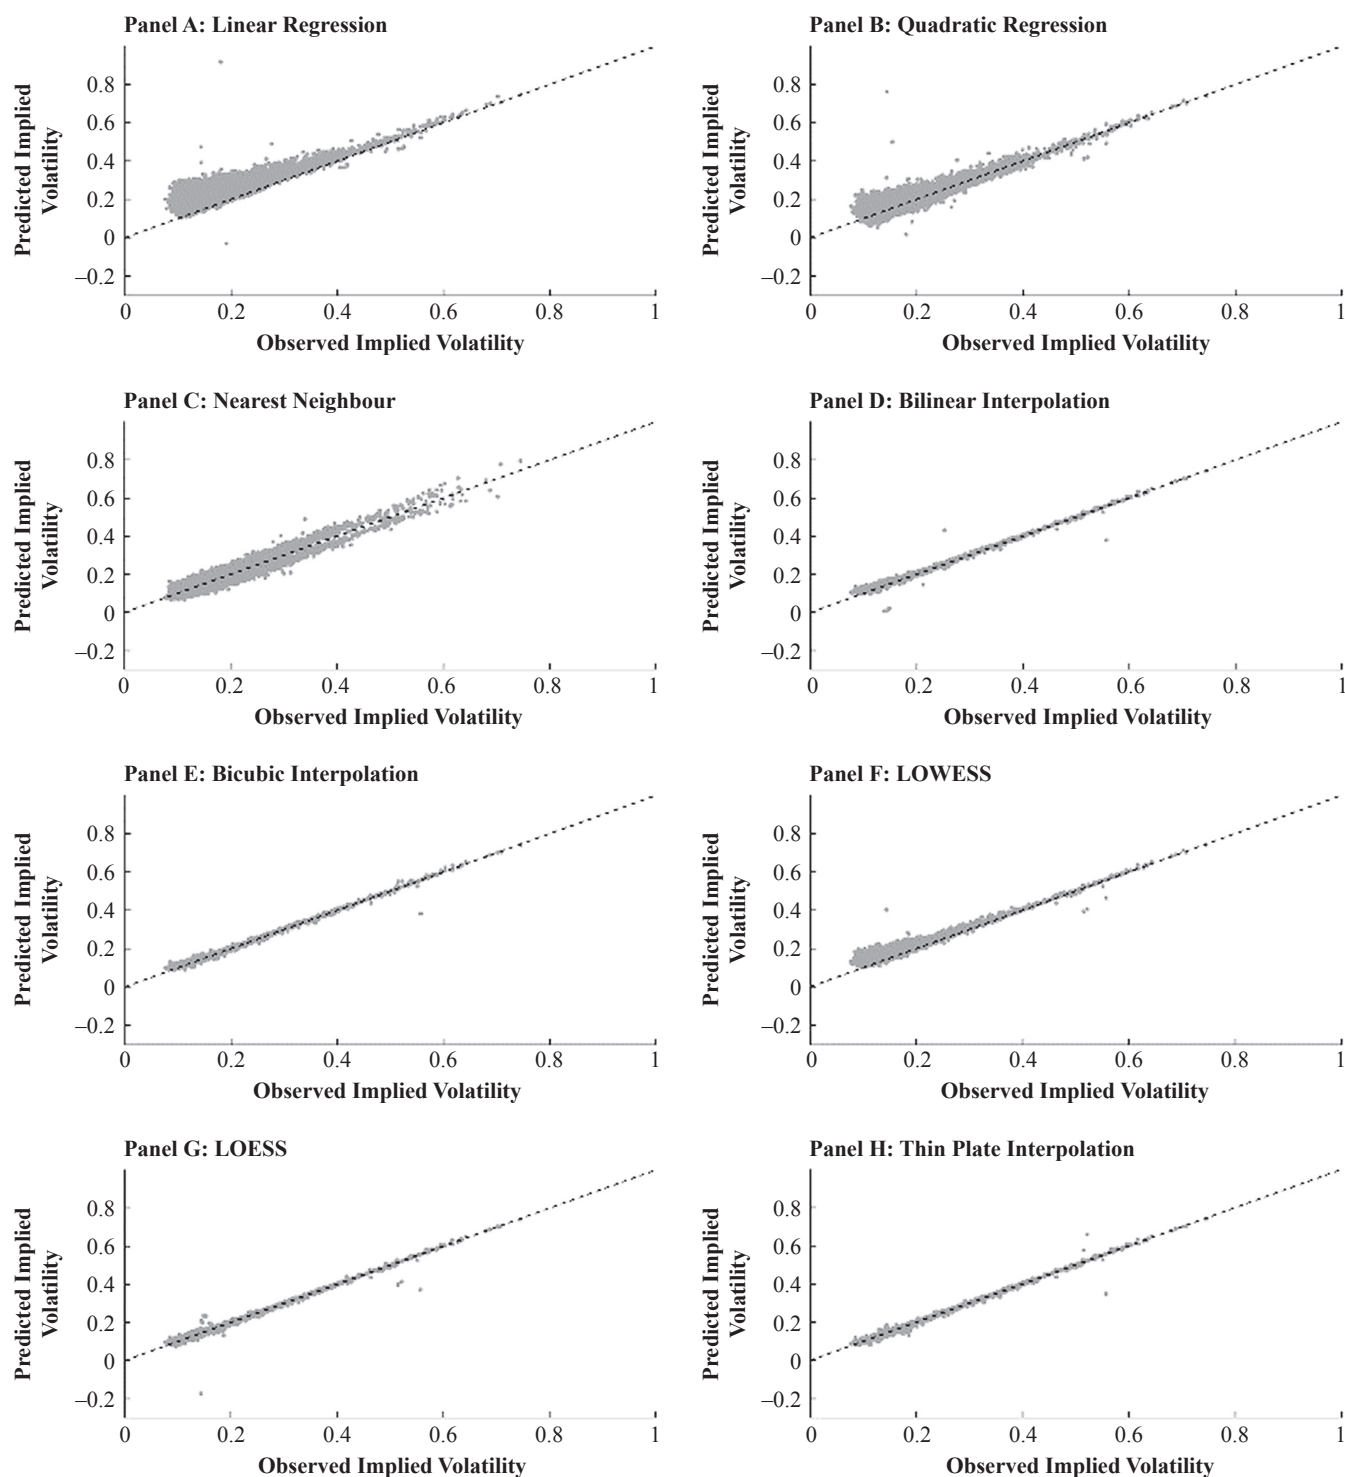 Panel A: Linear Regression
Predicted Implied
Volatility
0.8
0.6
0.4
0.2
0
–0.2
0 0.2 0.4 0.6 0.8 1
Observed Implied Volatility
Panel B: Quadratic Regression
Predicted Implied
Volatility
0.8
0.6
0.4
0.2
0
–0.2
0 0.2 0.4 0.6 0.8 1
Observed Implied Volatility
Panel C: Nearest Neighbour
Predicted Implied
Volatility
0.8
0.6
0.4
0.2
0
–0.2
0 0.2 0.4 0.6 0.8 1
Observed Implied Volatility
Panel D: Bilinear Interpolation
Predicted Implied
Volatility
0.8
0.6
0.4
0.2
0
–0.2
0 0.2 0.4 0.6 0.8 1
Observed Implied Volatility
Panel E: Bicubic Interpolation
Predicted Implied
Volatility
0.8
0.6
0.4
0.2
0
–0.2
0 0.2 0.4 0.6 0.8 1
Observed Implied Volatility
Panel F: LOWESS
Predicted Implied
Volatility
0.8
0.6
0.4
0.2
0
–0.2
0 0.2 0.4 0.6 0.8 1
Observed Implied Volatility
Panel G: LOESS
Predicted Implied
Volatility
0.8
0.6
0.4
0.2
0
–0.2
0 0.2 0.4 0.6 0.8 1
Observed Implied Volatility
Panel H: Thin Plate Interpolation
Predicted Implied
Volatility
0.8
0.6
0.4
0.2
0
–0.2
0 0.2 0.4 0.6 0.8 1
Observed Implied Volatility